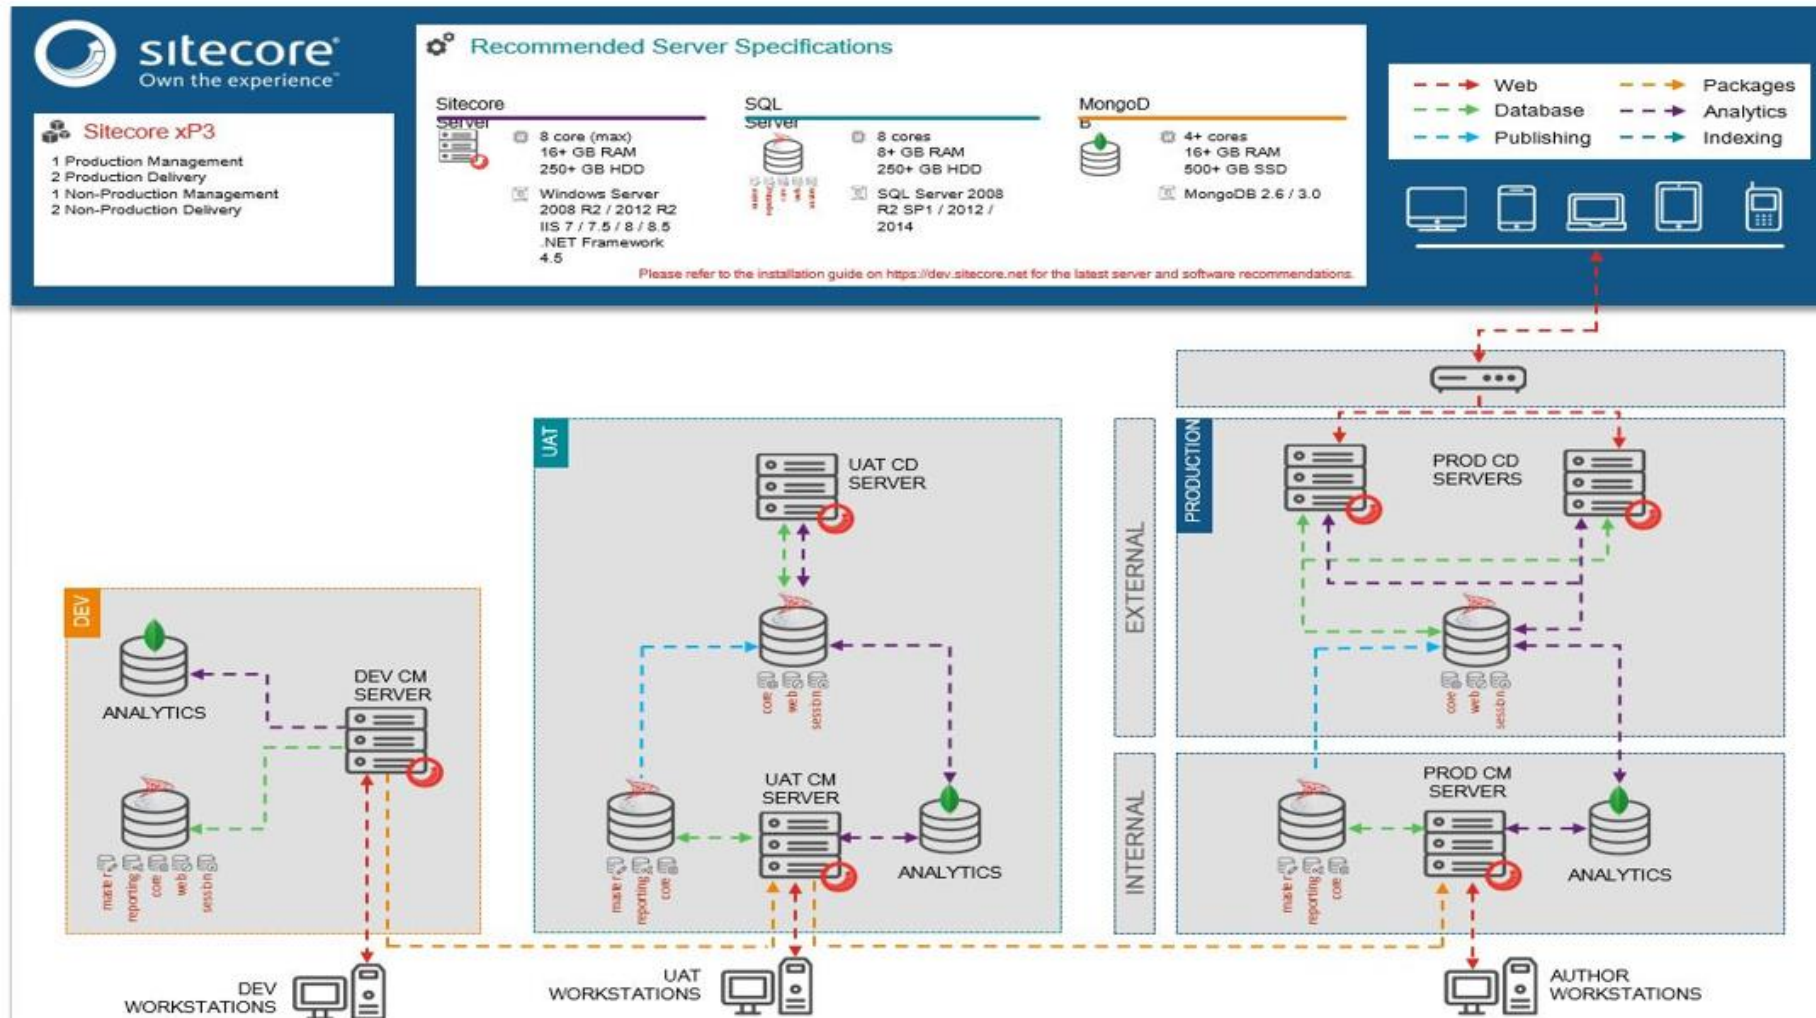 sitecore
Own the experience
Sitecore xP3
1 Production Management
2 Production Delivery
1 Non-Production Management
2 Non-Production Delivery
Recommended Server Specifications
Sitecore
Server
8 core (max)
16+ GB RAM
250+ GB HDD
Windows Server
2008 R2 / 2012 R2
IIS 7 / 7.5 / 8 / 8.5
.NET Framework
4.5
SQL
Server
8 cores
8+ GB RAM
250+ GB HDD
SQL Server 2008
R2 SP1 / 2012 /
2014
MongoD
B
4+ cores
16+ GB RAM
500+ GB SSD
MongoDB 2.6 / 3.0
Please refer to the installation guide on https://dev.sitecore.net for the latest server and software recommendations.
Web
Database
Publishing
Packages
Analytics
Indexing
DEV
ANALYTICS
DEV CM
SERVER
master
reporting
core
web
session
DEV
WORKSTATIONS
UAT
UAT CD
SERVER
core
web
session
UAT CM
SERVER
master
reporting
core
ANALYTICS
UAT
WORKSTATIONS
EXTERNAL
INTERNAL
PRODUCTION
PROD CD
SERVERS
core
web
session
PROD CM
SERVER
master
reporting
core
ANALYTICS
AUTHOR
WORKSTATIONS